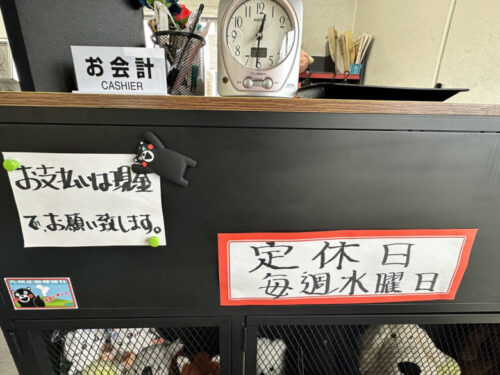 お会計
CASHIER
お支払いは現金
でお願い致します。
定休日
毎週水曜日